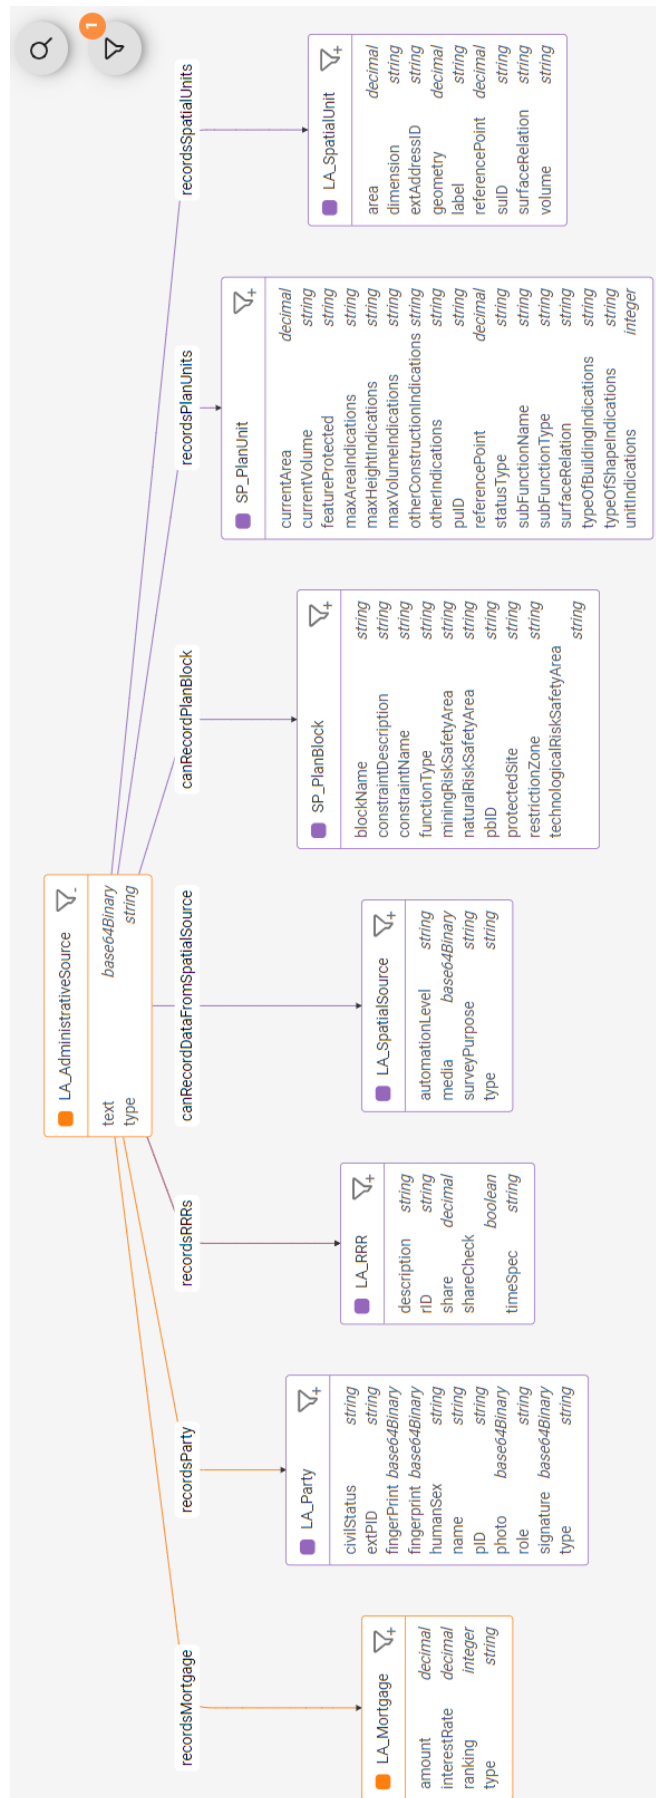 1
LA_AdministrativeSource
text base64Binary
type string
recordsMortgage
recordsParty
recordsRRRs
canRecordDataFromSpatialSource
canRecordPlanBlock
recordsPlanUnits
recordsSpatialUnits
LA_Mortgage
amount decimal
interestRate decimal
ranking integer
type string
LA_Party
civilStatus string
extPID string
fingerPrint base64Binary
fingerprint base64Binary
humanSex string
name string
pID string
photo base64Binary
role string
signature base64Binary
type string
LA_RRR
description string
rID string
share decimal
shareCheck
boolean
timeSpec string
LA_SpatialSource
automationLevel string
media base64Binary
surveyPurpose string
type string
SP_PlanBlock
blockName string
constraintDescription string
constraintName string
functionType string
miningRiskSafetyArea string
naturalRiskSafetyArea string
pbID string
protectedSite string
restrictionZone string
technologicalRiskSafetyArea
string
SP_PlanUnit
currentArea decimal
currentVolume string
featureProtected string
maxAreaIndications string
maxHeightIndications string
maxVolumeIndications string
otherConstructionIndications string
otherIndications string
puID string
referencePoint decimal
statusType string
subFunctionName string
subFunctionType string
surfaceRelation string
typeOfBuildingIndications string
typeOfShapeIndications string
unitIndications integer
LA_SpatialUnit
area decimal
dimension string
extAddressID string
geometry decimal
label string
referencePoint decimal
suID string
surfaceRelation string
volume string